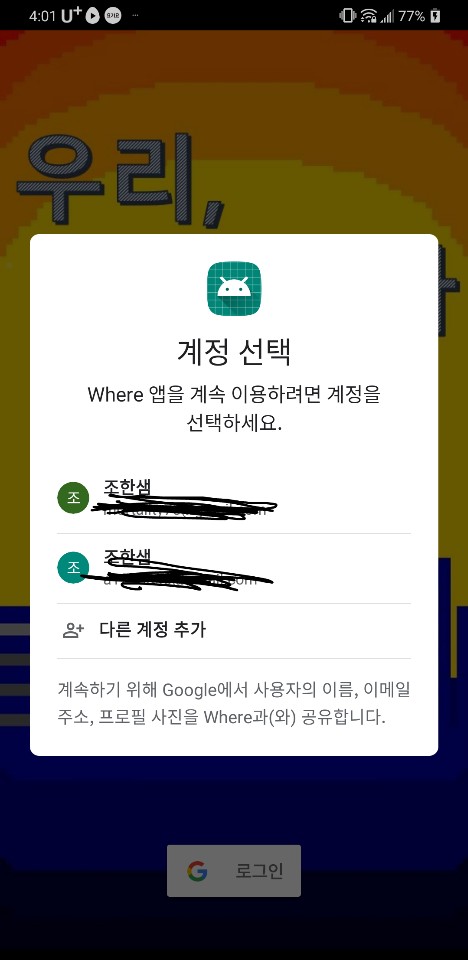 4:01 U+ 77%
우리,
계정 선택
Where 앱을 계속 이용하려면 계정을
선택하세요.
조 조한샘
조 조한샘
다른 계정 추가
계속하기 위해 Google에서 사용자의 이름, 이메일
주소, 프로필 사진을 Where과(와) 공유합니다.
로그인